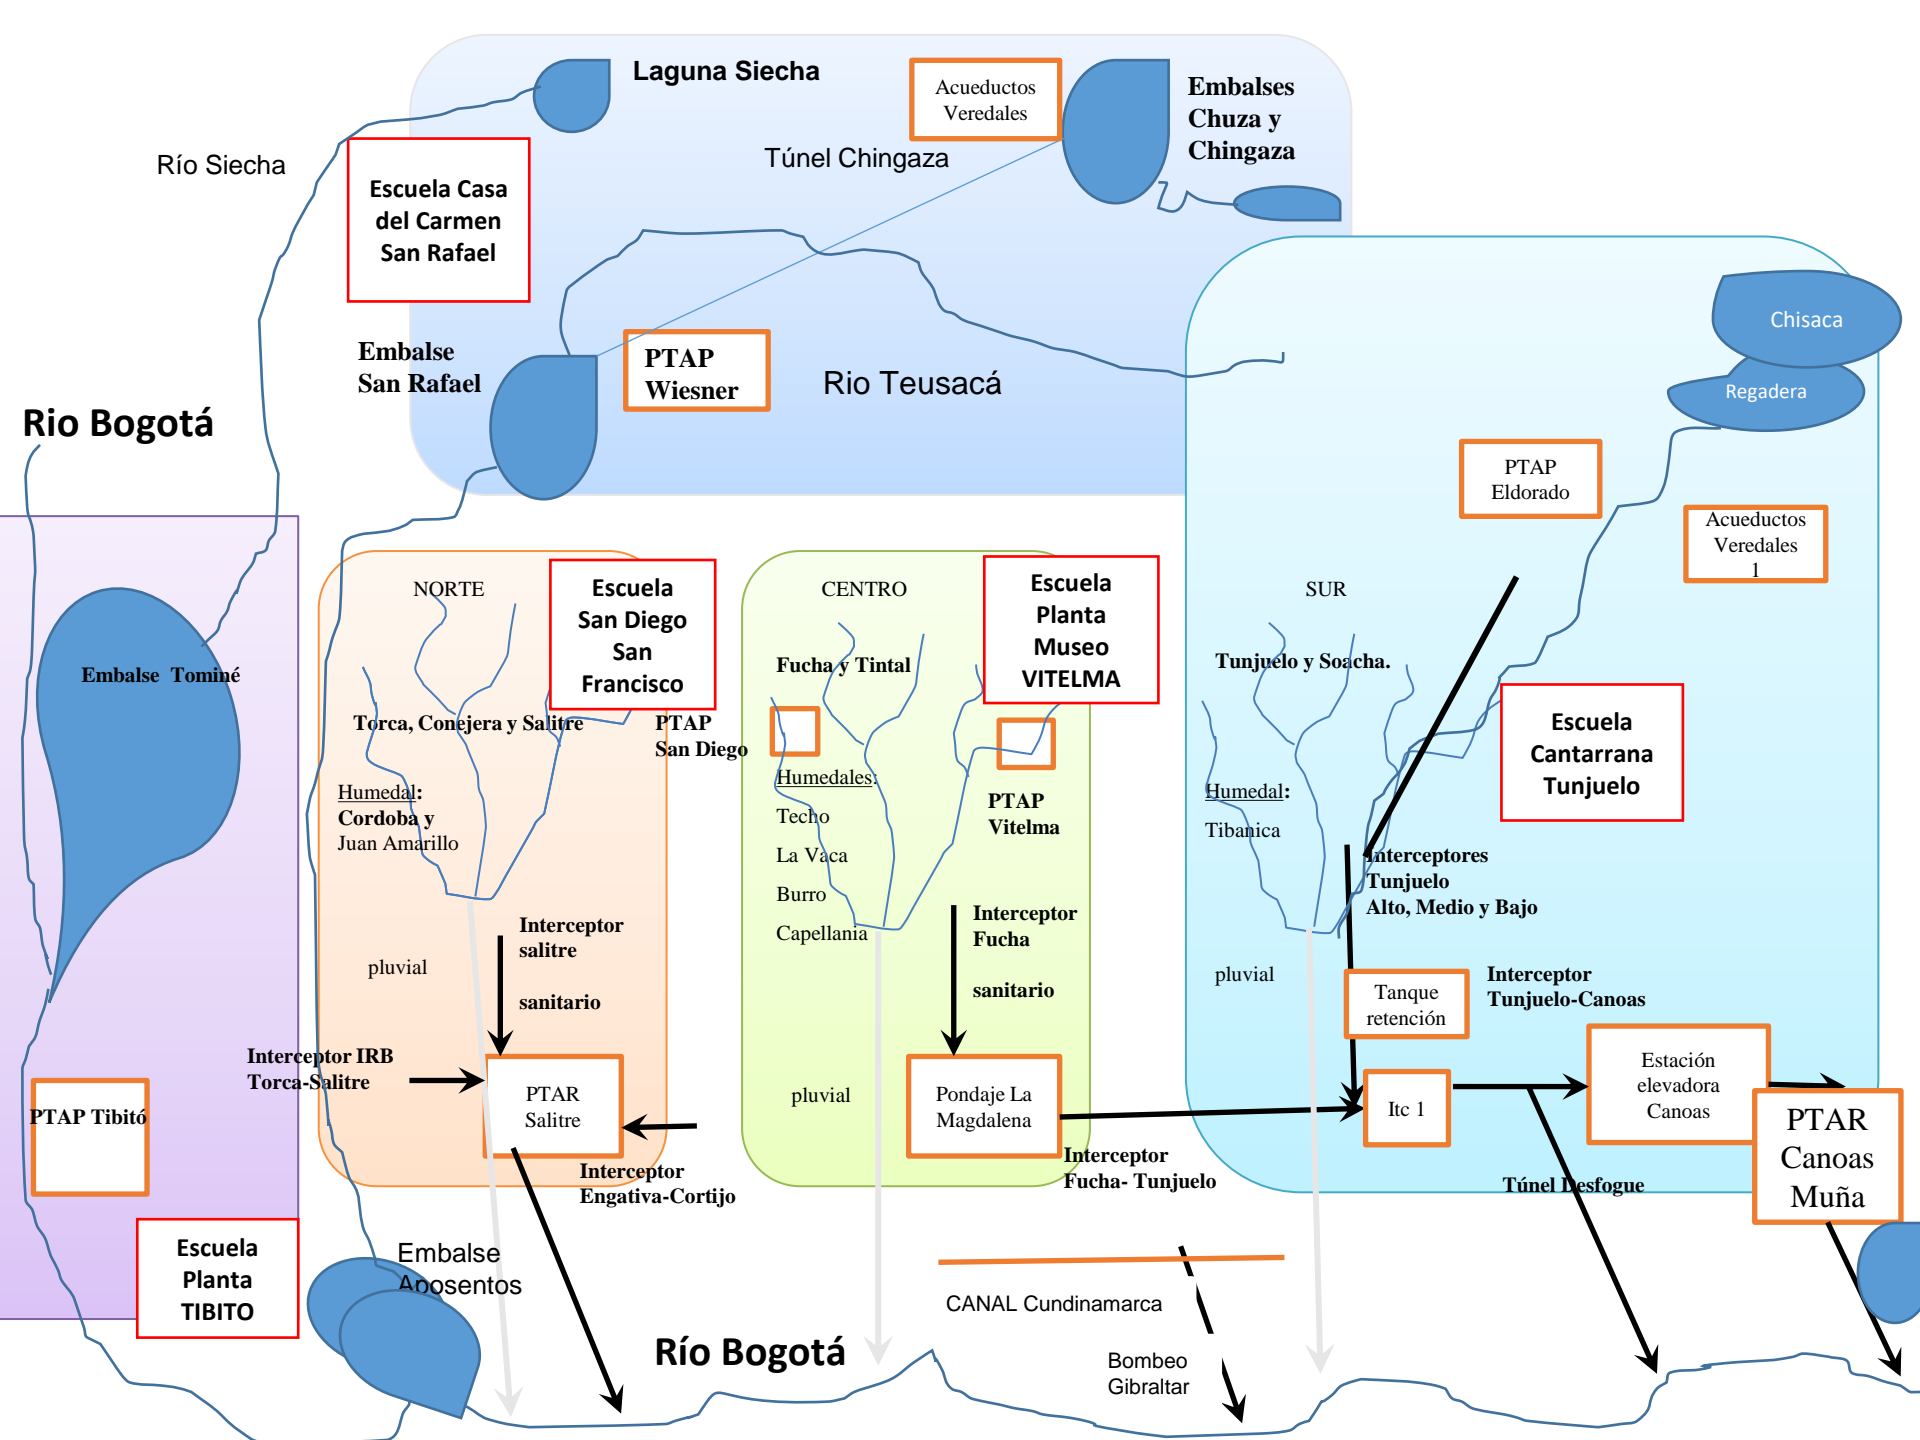 Laguna Siecha
Acueductos
Veredales
Embalses
Chuza y
Chingaza
Río Siecha
Túnel Chingaza
Escuela Casa
del Carmen
San Rafael
Chisaca
Embalse
San Rafael
PTAP
Wiesner
Rio Teusacá
Regadera
Rio Bogotá
PTAP
Eldorado
Acueductos
Veredales
1
NORTE
Escuela
San Diego
San
Francisco
CENTRO
Escuela
Planta
Museo
VITELMA
SUR
Embalse  Tominé
Fucha y Tintal
Tunjuelo y Soacha.
Torca, Conejera y Salitre
PTAP
San Diego
Escuela
Cantarrana
Tunjuelo
Humedal:
Cordoba y
Juan Amarillo
Humedales:
Techo
La Vaca
Burro
Capellania
PTAP
Vitelma
Humedal:
Tibanica
Interceptores
Tunjuelo
Alto, Medio y Bajo
Interceptor
salitre
sanitario
Interceptor
Fucha
sanitario
pluvial
pluvial
Tanque
retención
Interceptor
Tunjuelo-Canoas
Interceptor IRB
Torca-Salitre
PTAR
Salitre
pluvial
Pondaje La
Magdalena
Itc 1
Estación
elevadora
Canoas
PTAP Tibitó
PTAR
Canoas
Muña
Interceptor
Engativa-Cortijo
Interceptor
Fucha- Tunjuelo
Túnel Desfogue
Escuela
Planta
TIBITO
Embalse
Aposentos
CANAL Cundinamarca
Río Bogotá
Bombeo
Gibraltar